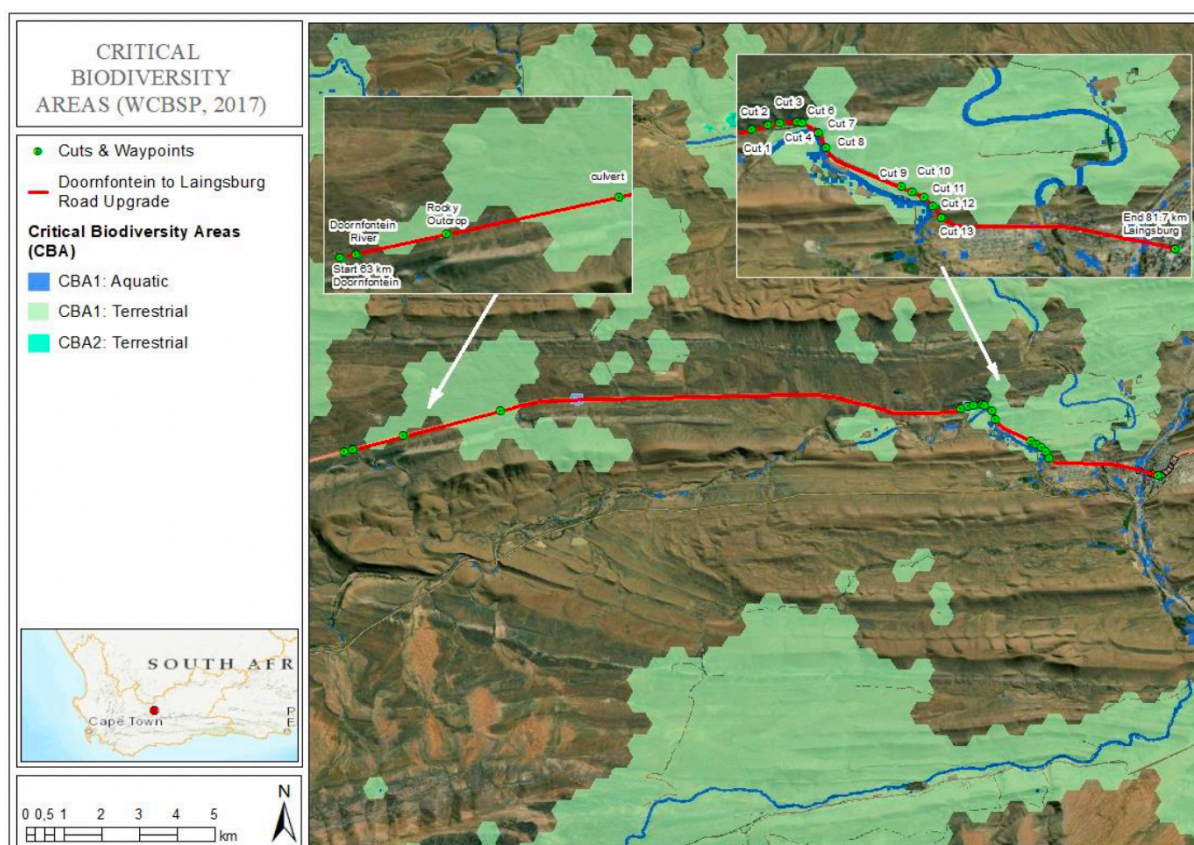 CRITICAL
BIODIVERSITY
AREAS (WCBSP, 2017)
Cuts & Waypoints
Doornfontein to Laingsburg
Road Upgrade
Critical Biodiversity Areas
(CBA)
CBA1: Aquatic
CBA1: Terrestrial
CBA2: Terrestrial
SOUTH AFR
Cape Town
P
E
0 0,5 1 2 3 4 5
km
N
Doornfontein
River
Rocky
Outcrop
culvert
Start 63 km
Doornfontein
Cut 1
Cut 2
Cut 3
Cut 4
Cut 6
Cut 7
Cut 8
Cut 9
Cut 10
Cut 11
Cut 12
Cut 13
End 81:7 km
Laingsburg